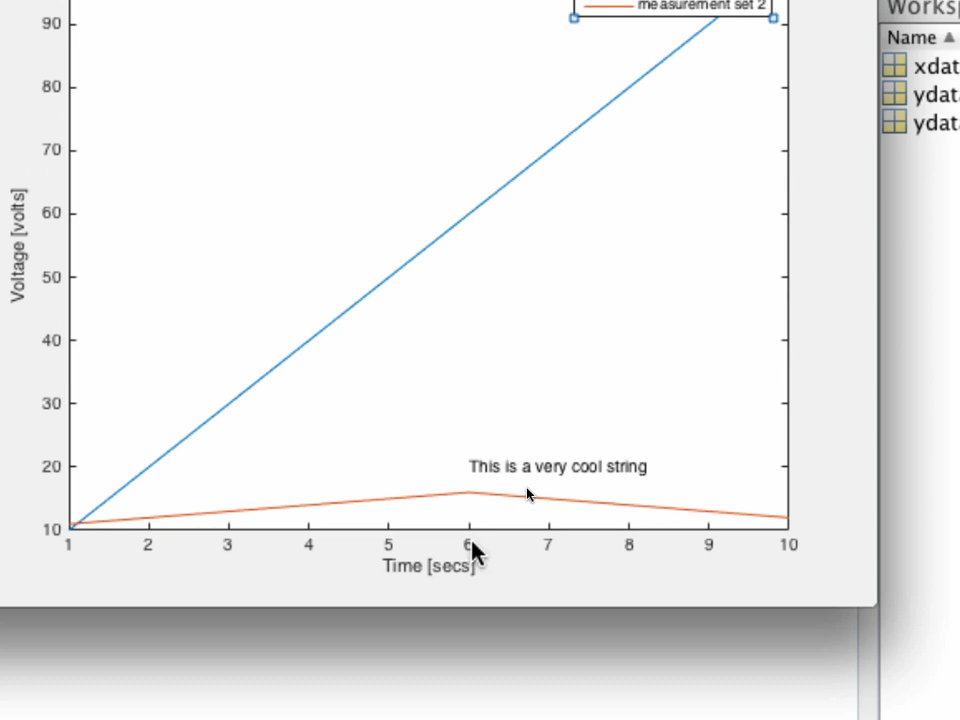 measurement set 2
90
80
70
60
50
40
30
20
10
Voltage [volts]
This is a very cool string
1 2 3 4 5 6 7 8 9 10
Time [secs]
Name
xdat
ydat
ydat